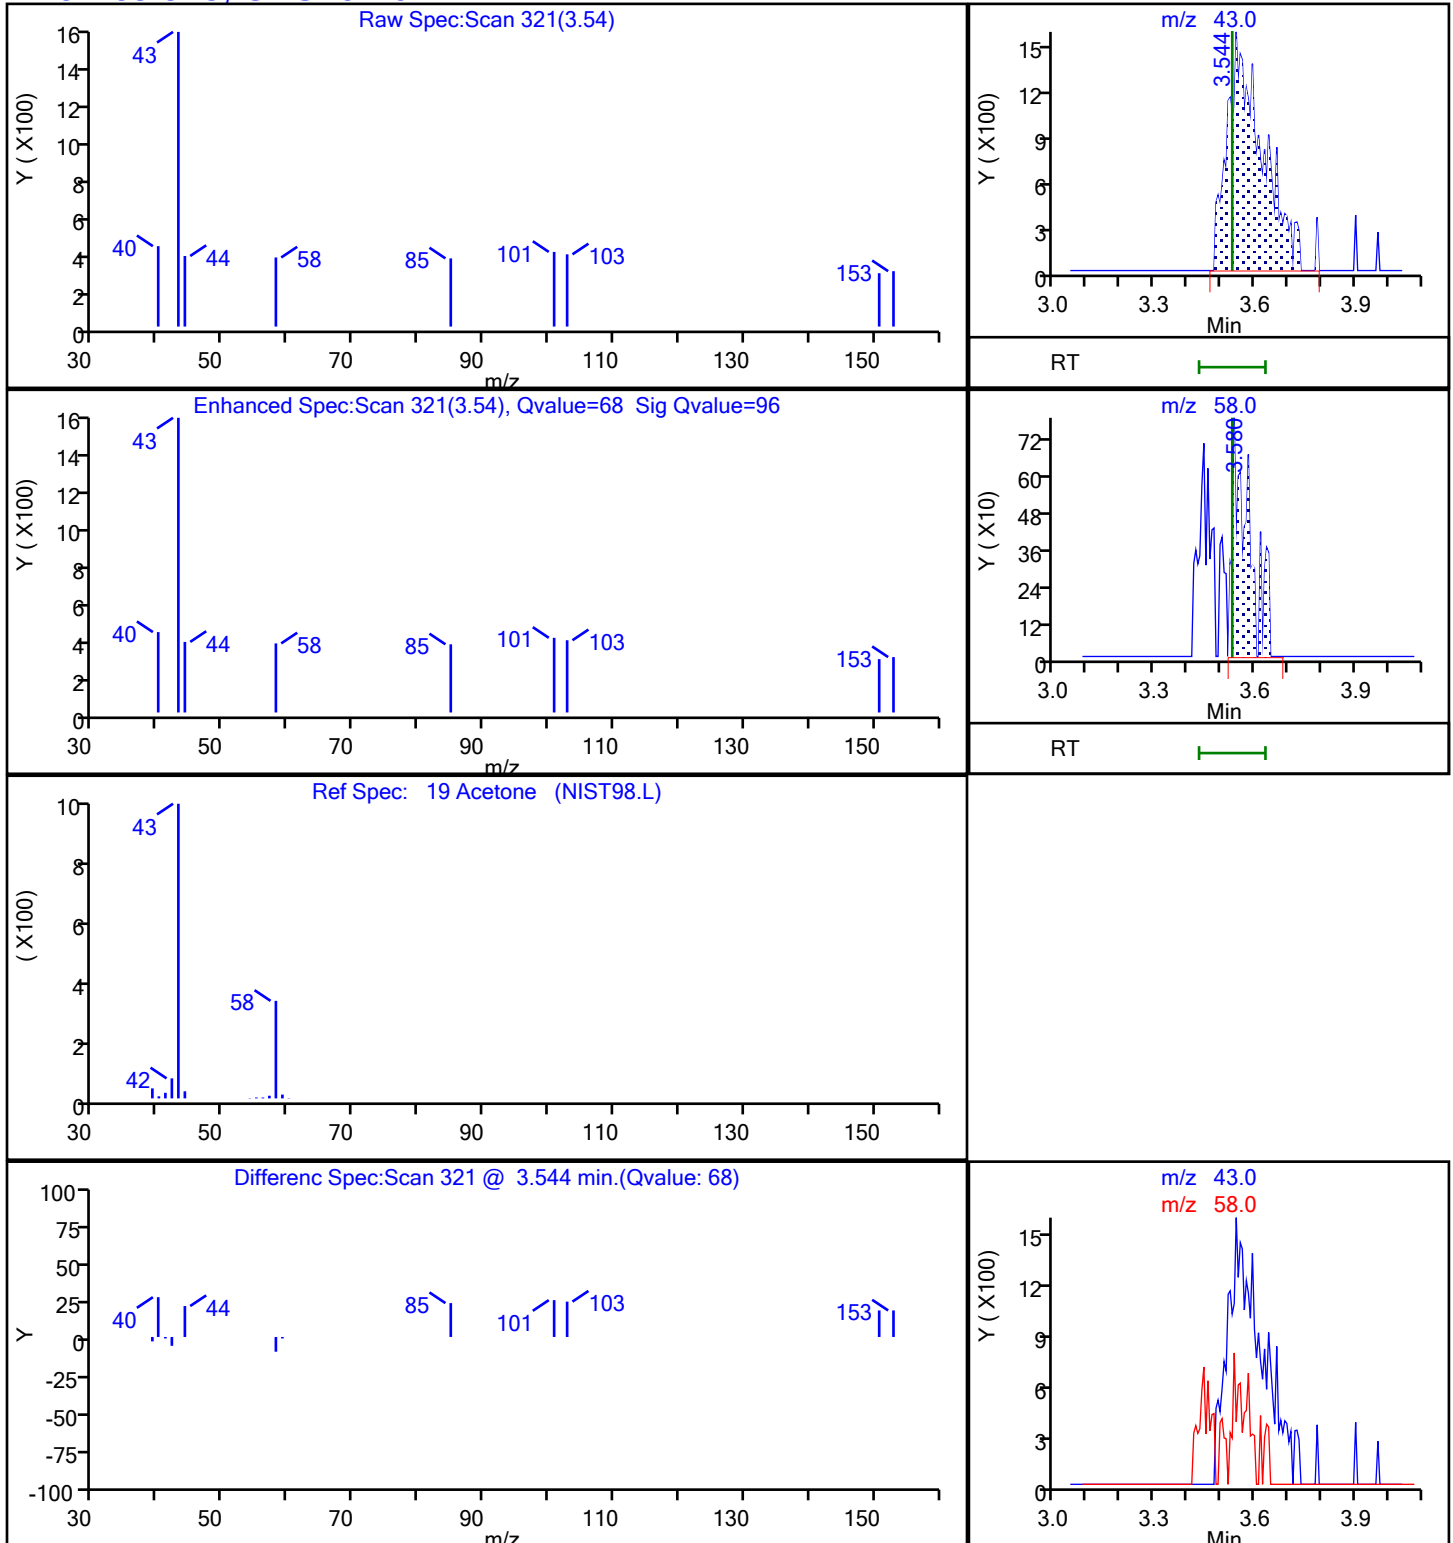 Raw Spec:Scan 321(3.54)
Y ( X100)
16
14
12
10
8
6
4
2
0
43
40
44
58
85
101
103
153
30 50 70 90 110 130 150
m/z
m/z 43.0
Y ( X100)
15
12
9
6
3
0
3.544
3.0 3.3 3.6 3.9
Min
RT
Enhanced Spec:Scan 321(3.54), Qvalue=68 Sig Qvalue=96
Y ( X100)
16
14
12
10
8
6
4
2
0
43
40
44
58
85
101
103
153
30 50 70 90 110 130 150
m/z
m/z 58.0
Y ( X10)
72
60
48
36
24
12
0
3.580
3.0 3.3 3.6 3.9
Min
RT
Ref Spec: 19 Acetone (NIST98.L)
( X100)
10
8
6
4
2
0
43
42
58
30 50 70 90 110 130 150
Differenc Spec:Scan 321 @ 3.544 min.(Qvalue: 68)
Y
100
75
50
25
0
-25
-50
-75
-100
40
44
85
101
103
153
30 50 70 90 110 130 150
m/z
m/z 43.0
m/z 58.0
Y ( X100)
15
12
9
6
3
0
3.0 3.3 3.6 3.9
Min